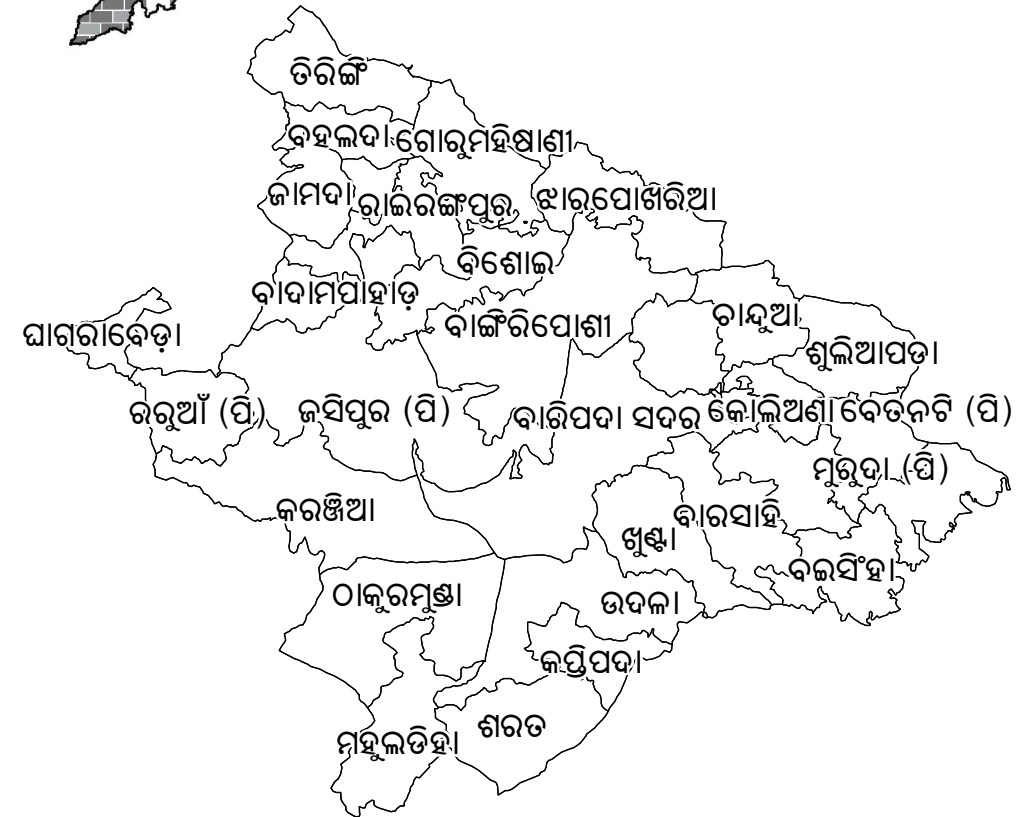 ତିରିଙ୍ଗି
ବହଲଦା
ଗୋରୁମହିଷାଣୀ
ଜାମଦା
ରାଇରଙ୍ଗପୁର
ଝାରପୋଖରିଆ
ବିଶୋଇ
ବାଦାମପାହାଡ଼
ଘାଗରାବେଡ଼ା
ବାଙ୍ଗିରିପୋଶୀ
ଚାନ୍ଦୁଆ
ଶୁଳିଆପଡା
ରରୁଆଁ (ପି)
ଜସିପୁର (ପି)
ବାରିପଦା ସଦର
କୋଲିଅଣା
ବେତନଟି (ପି)
ମୁରୁଦା (ପି)
କରଞ୍ଜିଆ
ବାରସାହି
ଖୁଣ୍ଟା
ବଇସିଂହା
ଠାକୁରମୁଣ୍ଡା
ଉଦଳା
କପ୍ତିପଦା
ଶରତ
ମହୁଲଡିହା